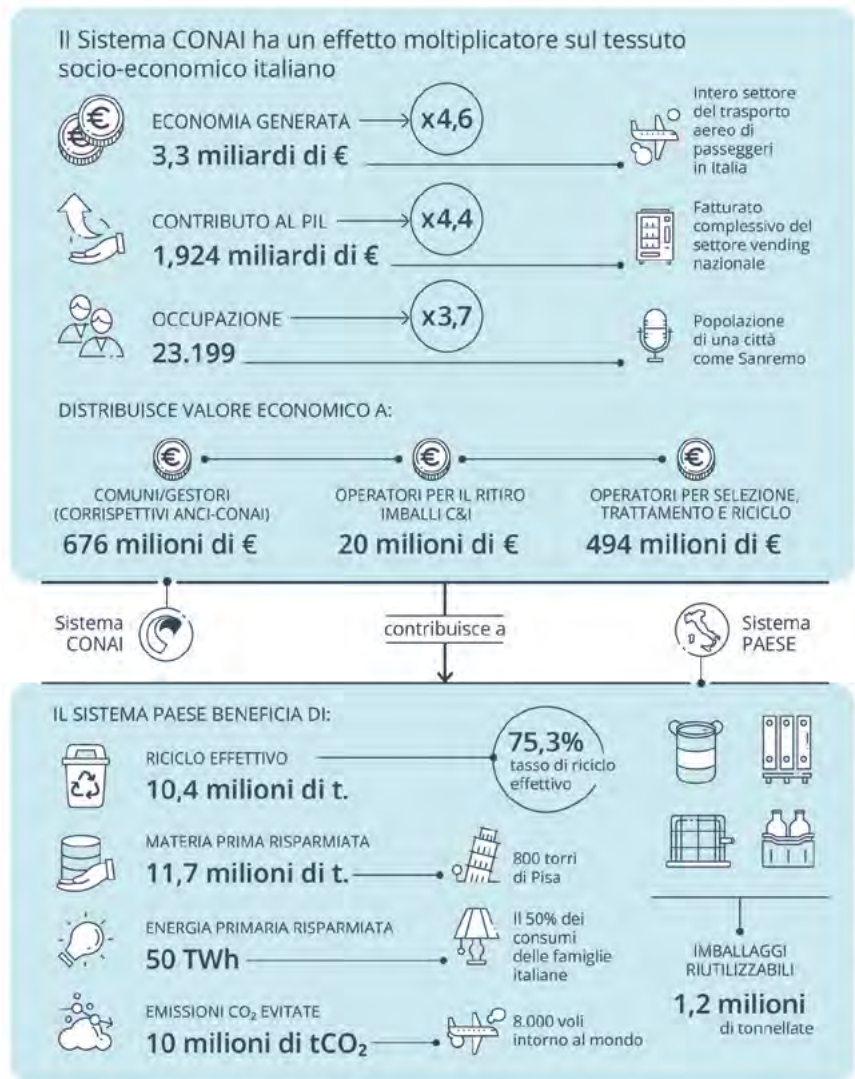 Il Sistema CONAI ha un effetto moltiplicatore sul tessuto
socio-economico italiano
ECONOMIA GENERATA
x4,6
3,3 miliardi di €
Intero settore
del trasporto
aereo di
passeggeri
in Italia
CONTRIBUTO AL PIL
x4,4
1,924 miliardi di €
Fatturato
complessivo del
settore vending
nazionale
OCCUPAZIONE
x3,7
23.199
Popolazione
di una città
come Sanremo
DISTRIBUISCE VALORE ECONOMICO A:
COMUNI/GESTORI
(CORRISPETTIVI ANCI-CONAI)
676 milioni di €
OPERATORI PER IL RITIRO
IMBALLI C&I
20 milioni di €
OPERATORI PER SELEZIONE,
TRATTAMENTO E RICICLO
494 milioni di €
Sistema
CONAI
contribuisce a
Sistema
PAESE
IL SISTEMA PAESE BENEFICIA DI:
RICICLO EFFETTIVO
10,4 milioni di t.
75,3%
tasso di riciclo
effettivo
MATERIA PRIMA RISPARMIATA
11,7 milioni di t.
800 torri
di Pisa
ENERGIA PRIMARIA RISPARMIATA
50 TWh
Il 50% dei
consumi
delle famiglie
italiane
EMISSIONI CO₂ EVITATE
10 milioni di tCO₂
8.000 voli
intorno al mondo
IMBALLAGGI
RIUTILIZZABILI
1,2 milioni
di tonnellate